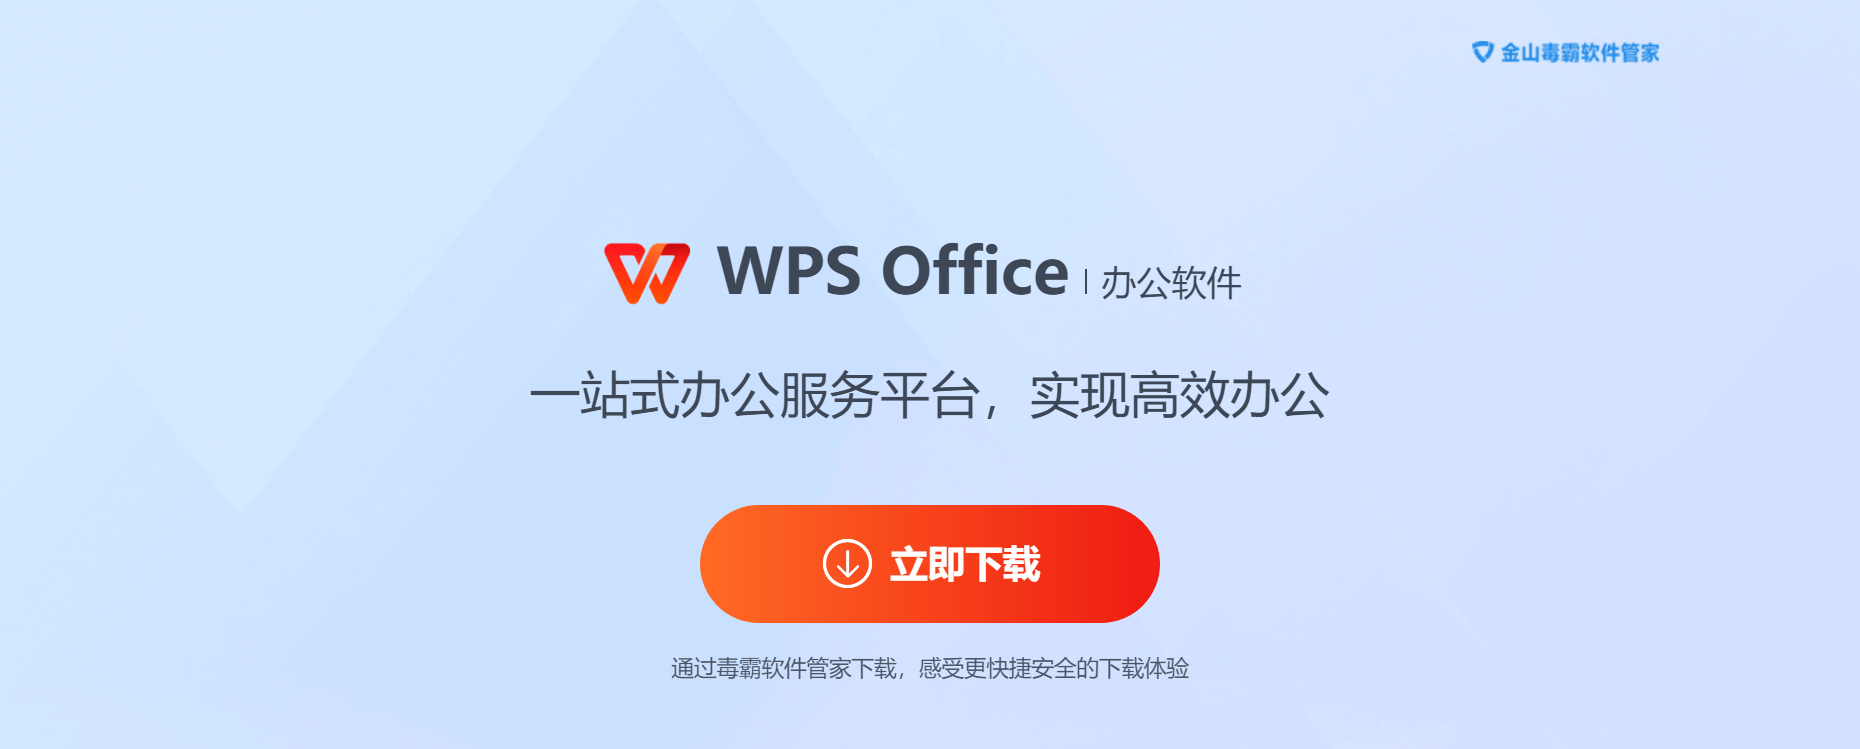 金山毒霸软件管家
WPS Office 办公软件
一站式办公服务平台，实现高效办公
立即下载
通过毒霸软件管家下载，感受更快捷安全的下载体验